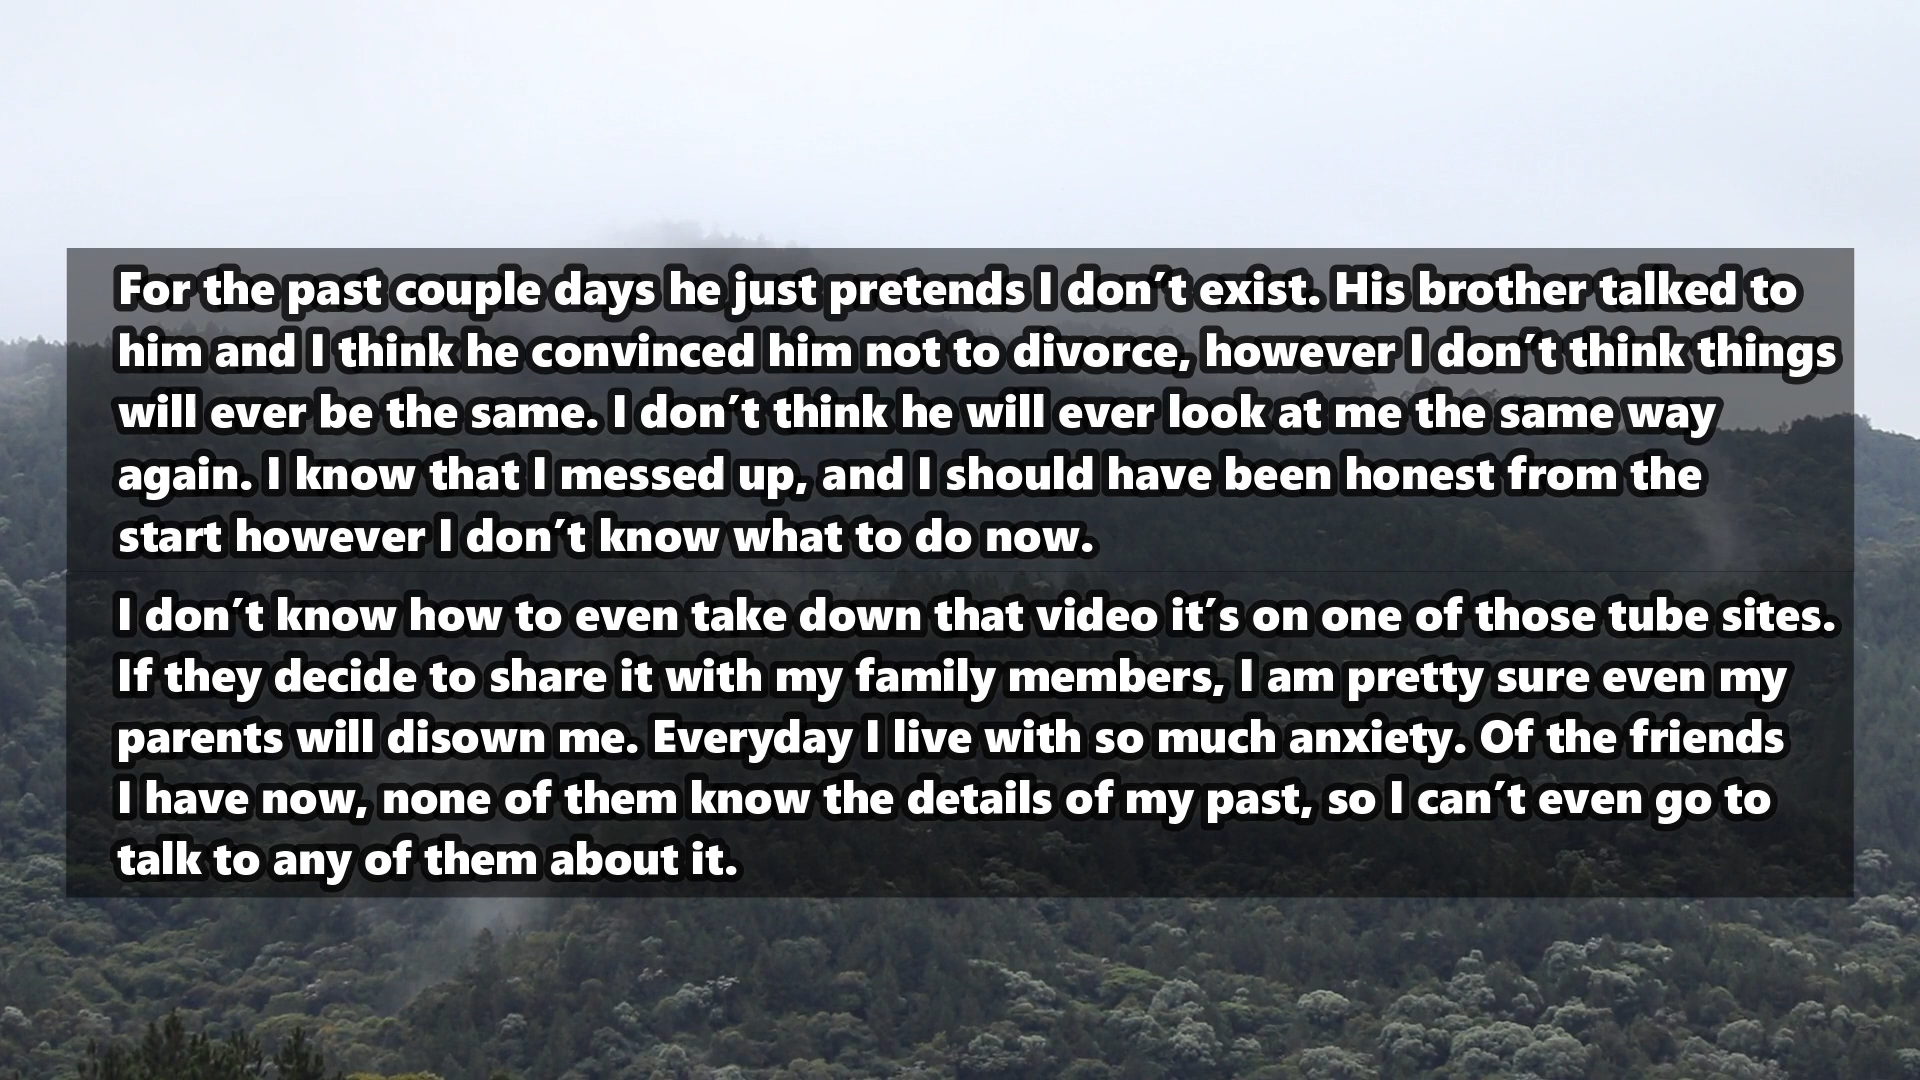 For the past couple days he just pretends I don't exist. His brother talked to
him and I think he convinced him not to divorce, however I don't think things
will ever be the same. I don't think he will ever look at me the same way
again. I know that I messed up, and I should have been honest from the
start however I don't know what to do now.
I don't know how to even take down that video it's on one of those tube sites.
If they decide to share it with my family members, I am pretty sure even my
parents will disown me. Everyday I live with so much anxiety. Of the friends
I have now, none of them know the details of my past, so I can't even go to
talk to any of them about it.